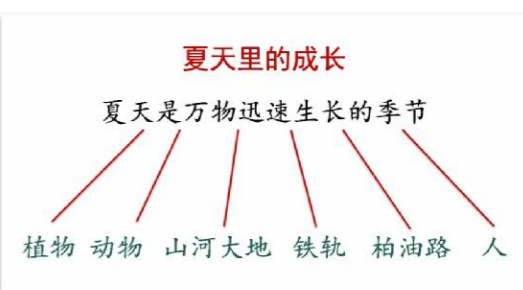 夏天里的成长
夏天是万物迅速生长的季节
植物 动物 山河大地 铁轨 柏油路 人